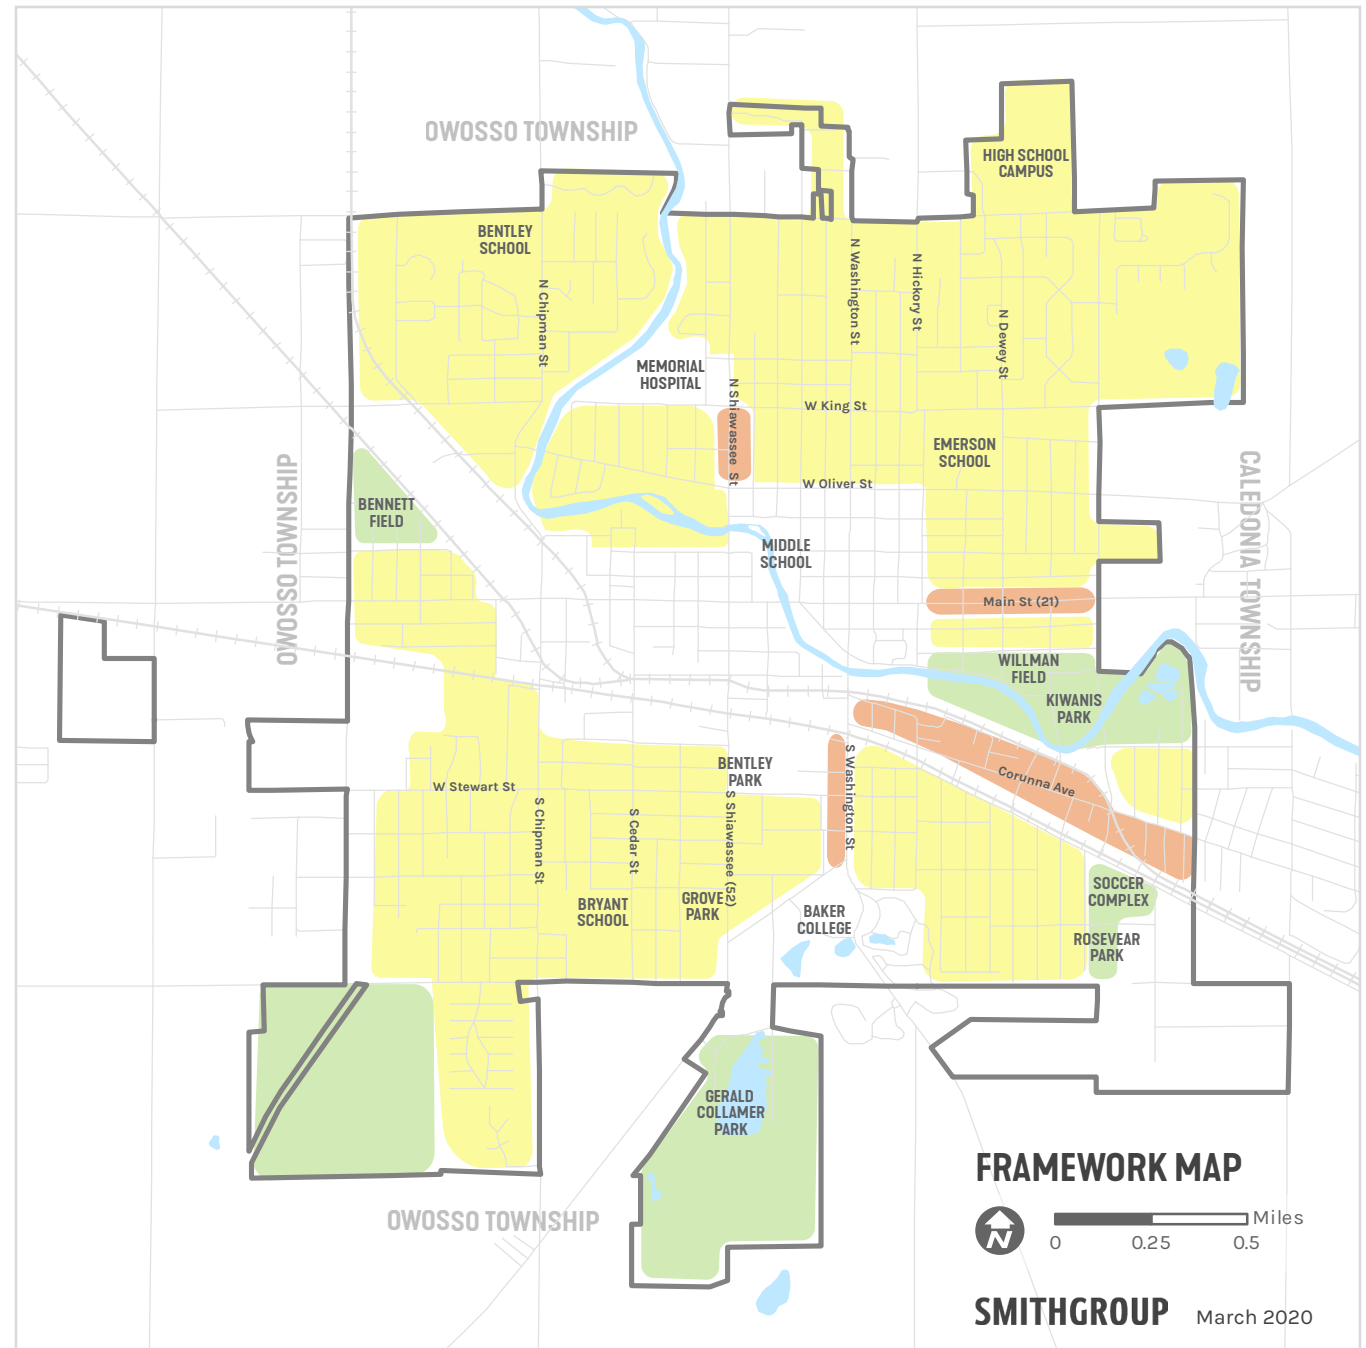 OWOSSO TOWNSHIP
HIGH SCHOOL
CAMPUS
BENTLEY
SCHOOL
N Chipman St
N Washington St
N Hickory St
N Dewey St
MEMORIAL
HOSPITAL
N Shiawassee St
W King St
EMERSON
SCHOOL
W Oliver St
OWOSSO TOWNSHIP
BENNETT
FIELD
CALEDONIA TOWNSHIP
MIDDLE
SCHOOL
Main St (21)
WILLMAN
FIELD
KIWANIS
PARK
BENTLEY
PARK
S Washington St
Corunna Ave
W Stewart St
S Chipman St
S Cedar St
S Shiawassee (52)
BRYANT
SCHOOL
GROVE
PARK
BAKER
COLLEGE
SOCCER
COMPLEX
ROSEVEAR
PARK
GERALD
COLLAMER
PARK
OWOSSO TOWNSHIP
FRAMEWORK MAP
N
Miles
0 0.25 0.5
SMITHGROUP March 2020